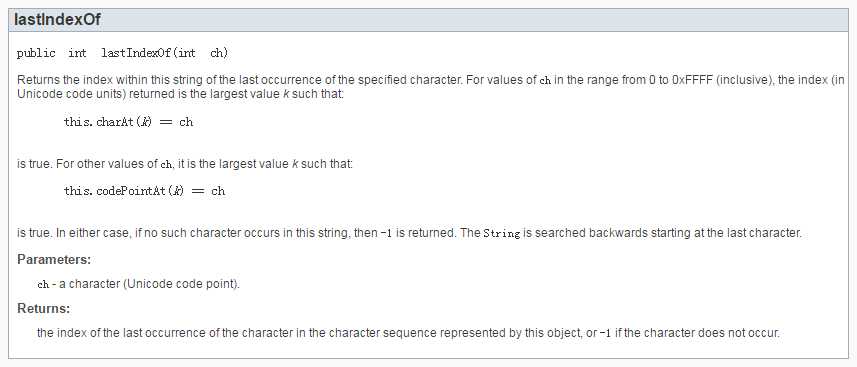 lastIndexOf
public int lastIndexOf(int ch)
Returns the index within this string of the last occurrence of the specified character. For values of ch in the range from 0 to 0xFFFF (inclusive), the index (in
Unicode code units) returned is the largest value k such that:
this.charAt(k) == ch
is true. For other values of ch, it is the largest value k such that:
this.codePointAt(k) == ch
is true. In either case, if no such character occurs in this string, then -1 is returned. The String is searched backwards starting at the last character.
Parameters:
ch - a character (Unicode code point).
Returns:
the index of the last occurrence of the character in the character sequence represented by this object, or -1 if the character does not occur.